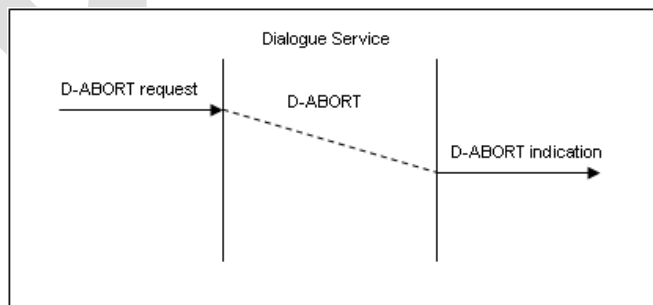 Dialogue Service
D-ABORT request
D-ABORT
D-ABORT indication